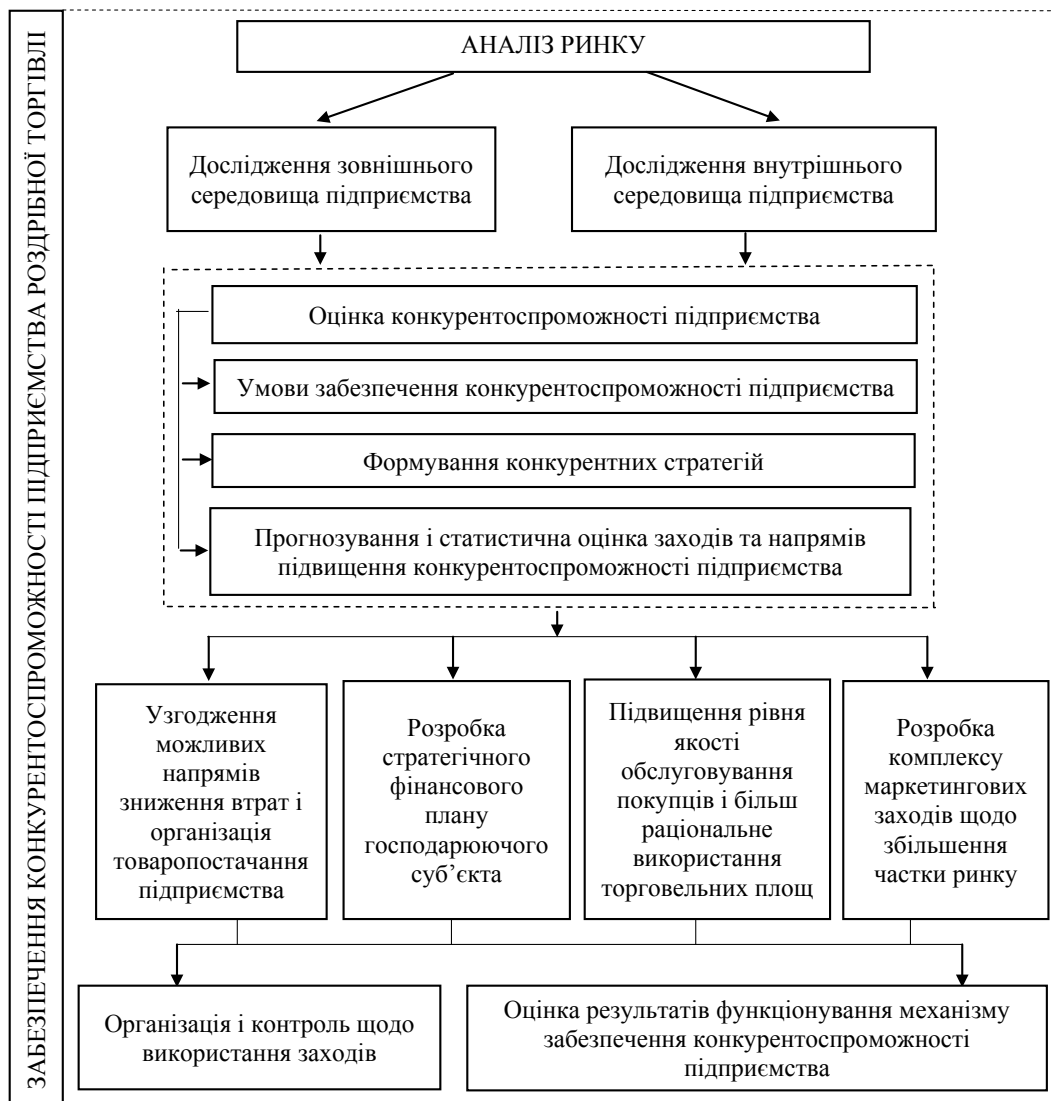 ЗАБЕЗПЕЧЕННЯ КОНКУРЕНТОСПРОМОЖНОСТІ ПІДПРИЄМСТВА РОЗДРІБНОЇ ТОРГІВЛІ
АНАЛІЗ РИНКУ
Дослідження зовнішнього
середовища підприємства
Дослідження внутрішнього
середовища підприємства
Оцінка конкурентоспроможності підприємства
Умови забезпечення конкурентоспроможності підприємства
Формування конкурентних стратегій
Прогнозування і статистична оцінка заходів та напрямів
підвищення конкурентоспроможності підприємства
Узгодження
можливих
напрямів
зниження втрат і
організація
товаропостачання
підприємства
Розробка
стратегічного
фінансового
плану
господарюючого
суб’єкта
Підвищення рівня
якості
обслуговування
покупців і більш
раціональне
використання
торговельних площ
Розробка
комплексу
маркетингових
заходів щодо
збільшення
частки ринку
Організація і контроль щодо
використання заходів
Оцінка результатів функціонування механізму
забезпечення конкурентоспроможності
підприємства